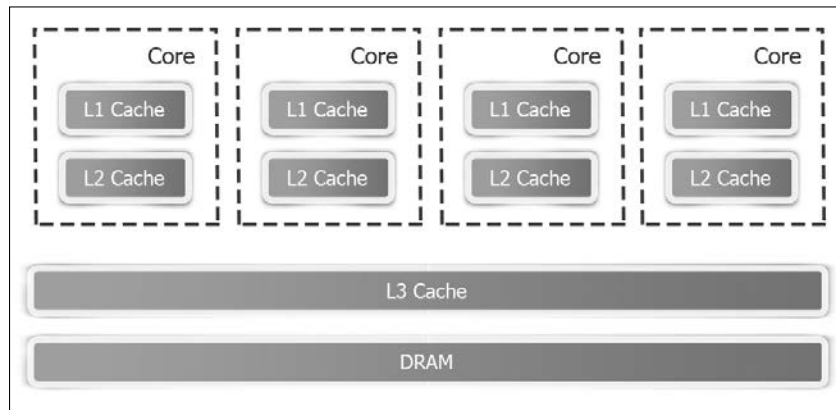 Core Core Core Core
L1 Cache L1 Cache L1 Cache L1 Cache
L2 Cache L2 Cache L2 Cache L2 Cache
L3 Cache
DRAM